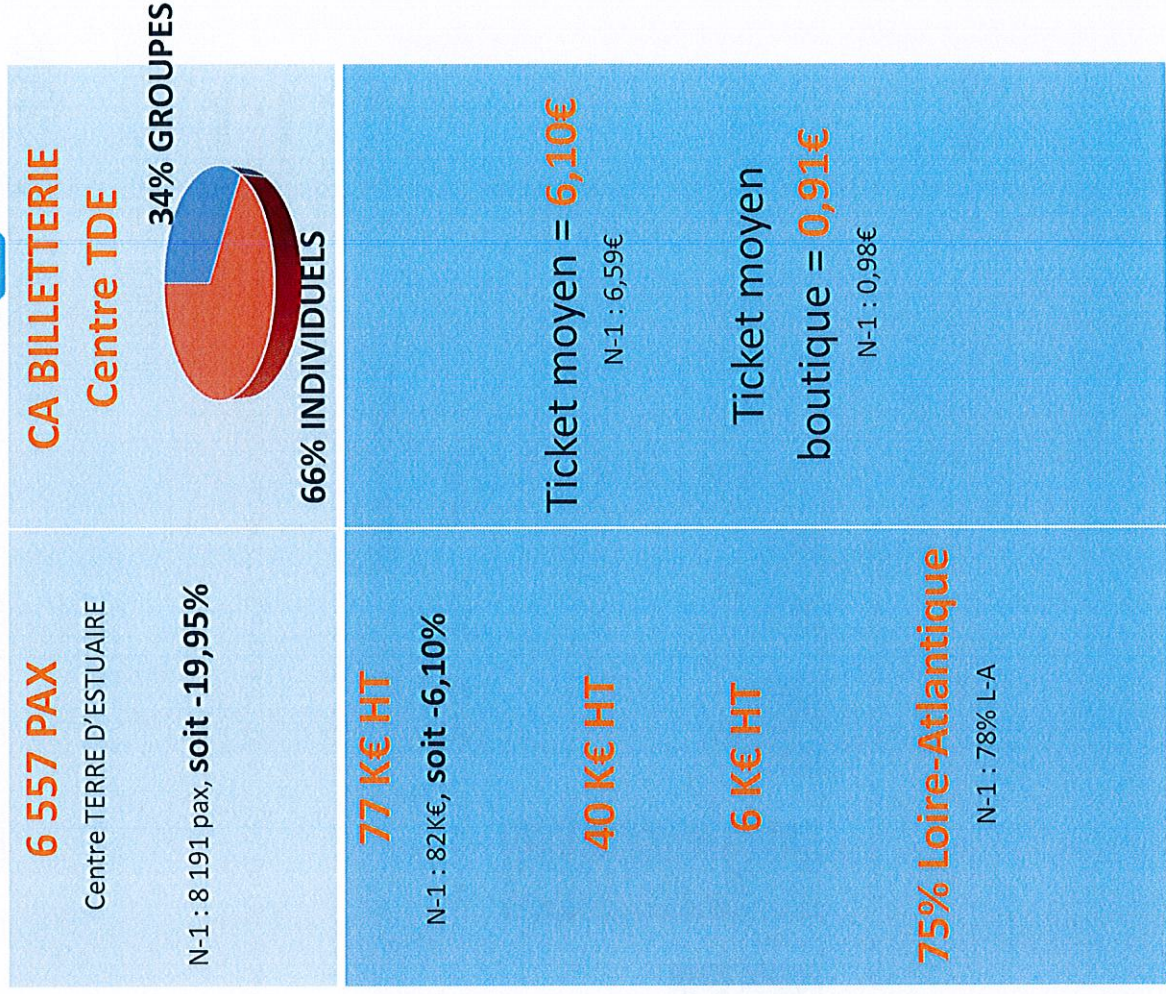 6 557 PAX
Centre TERRE D'ESTUAIRE
N-1 : 8 191 pax, soit -19,95%
CA BILLETTERIE
Centre TDE
34% GROUPES
66% INDIVIDUELS
77 K€ HT
N-1 : 82K€, soit -6,10%
40 K€ HT
6 K€ HT
75% Loire-Atlantique
N-1 : 78% L-A
Ticket moyen = 6,10€
N-1 : 6,59€
Ticket moyen
boutique = 0,91€
N-1 : 0,98€